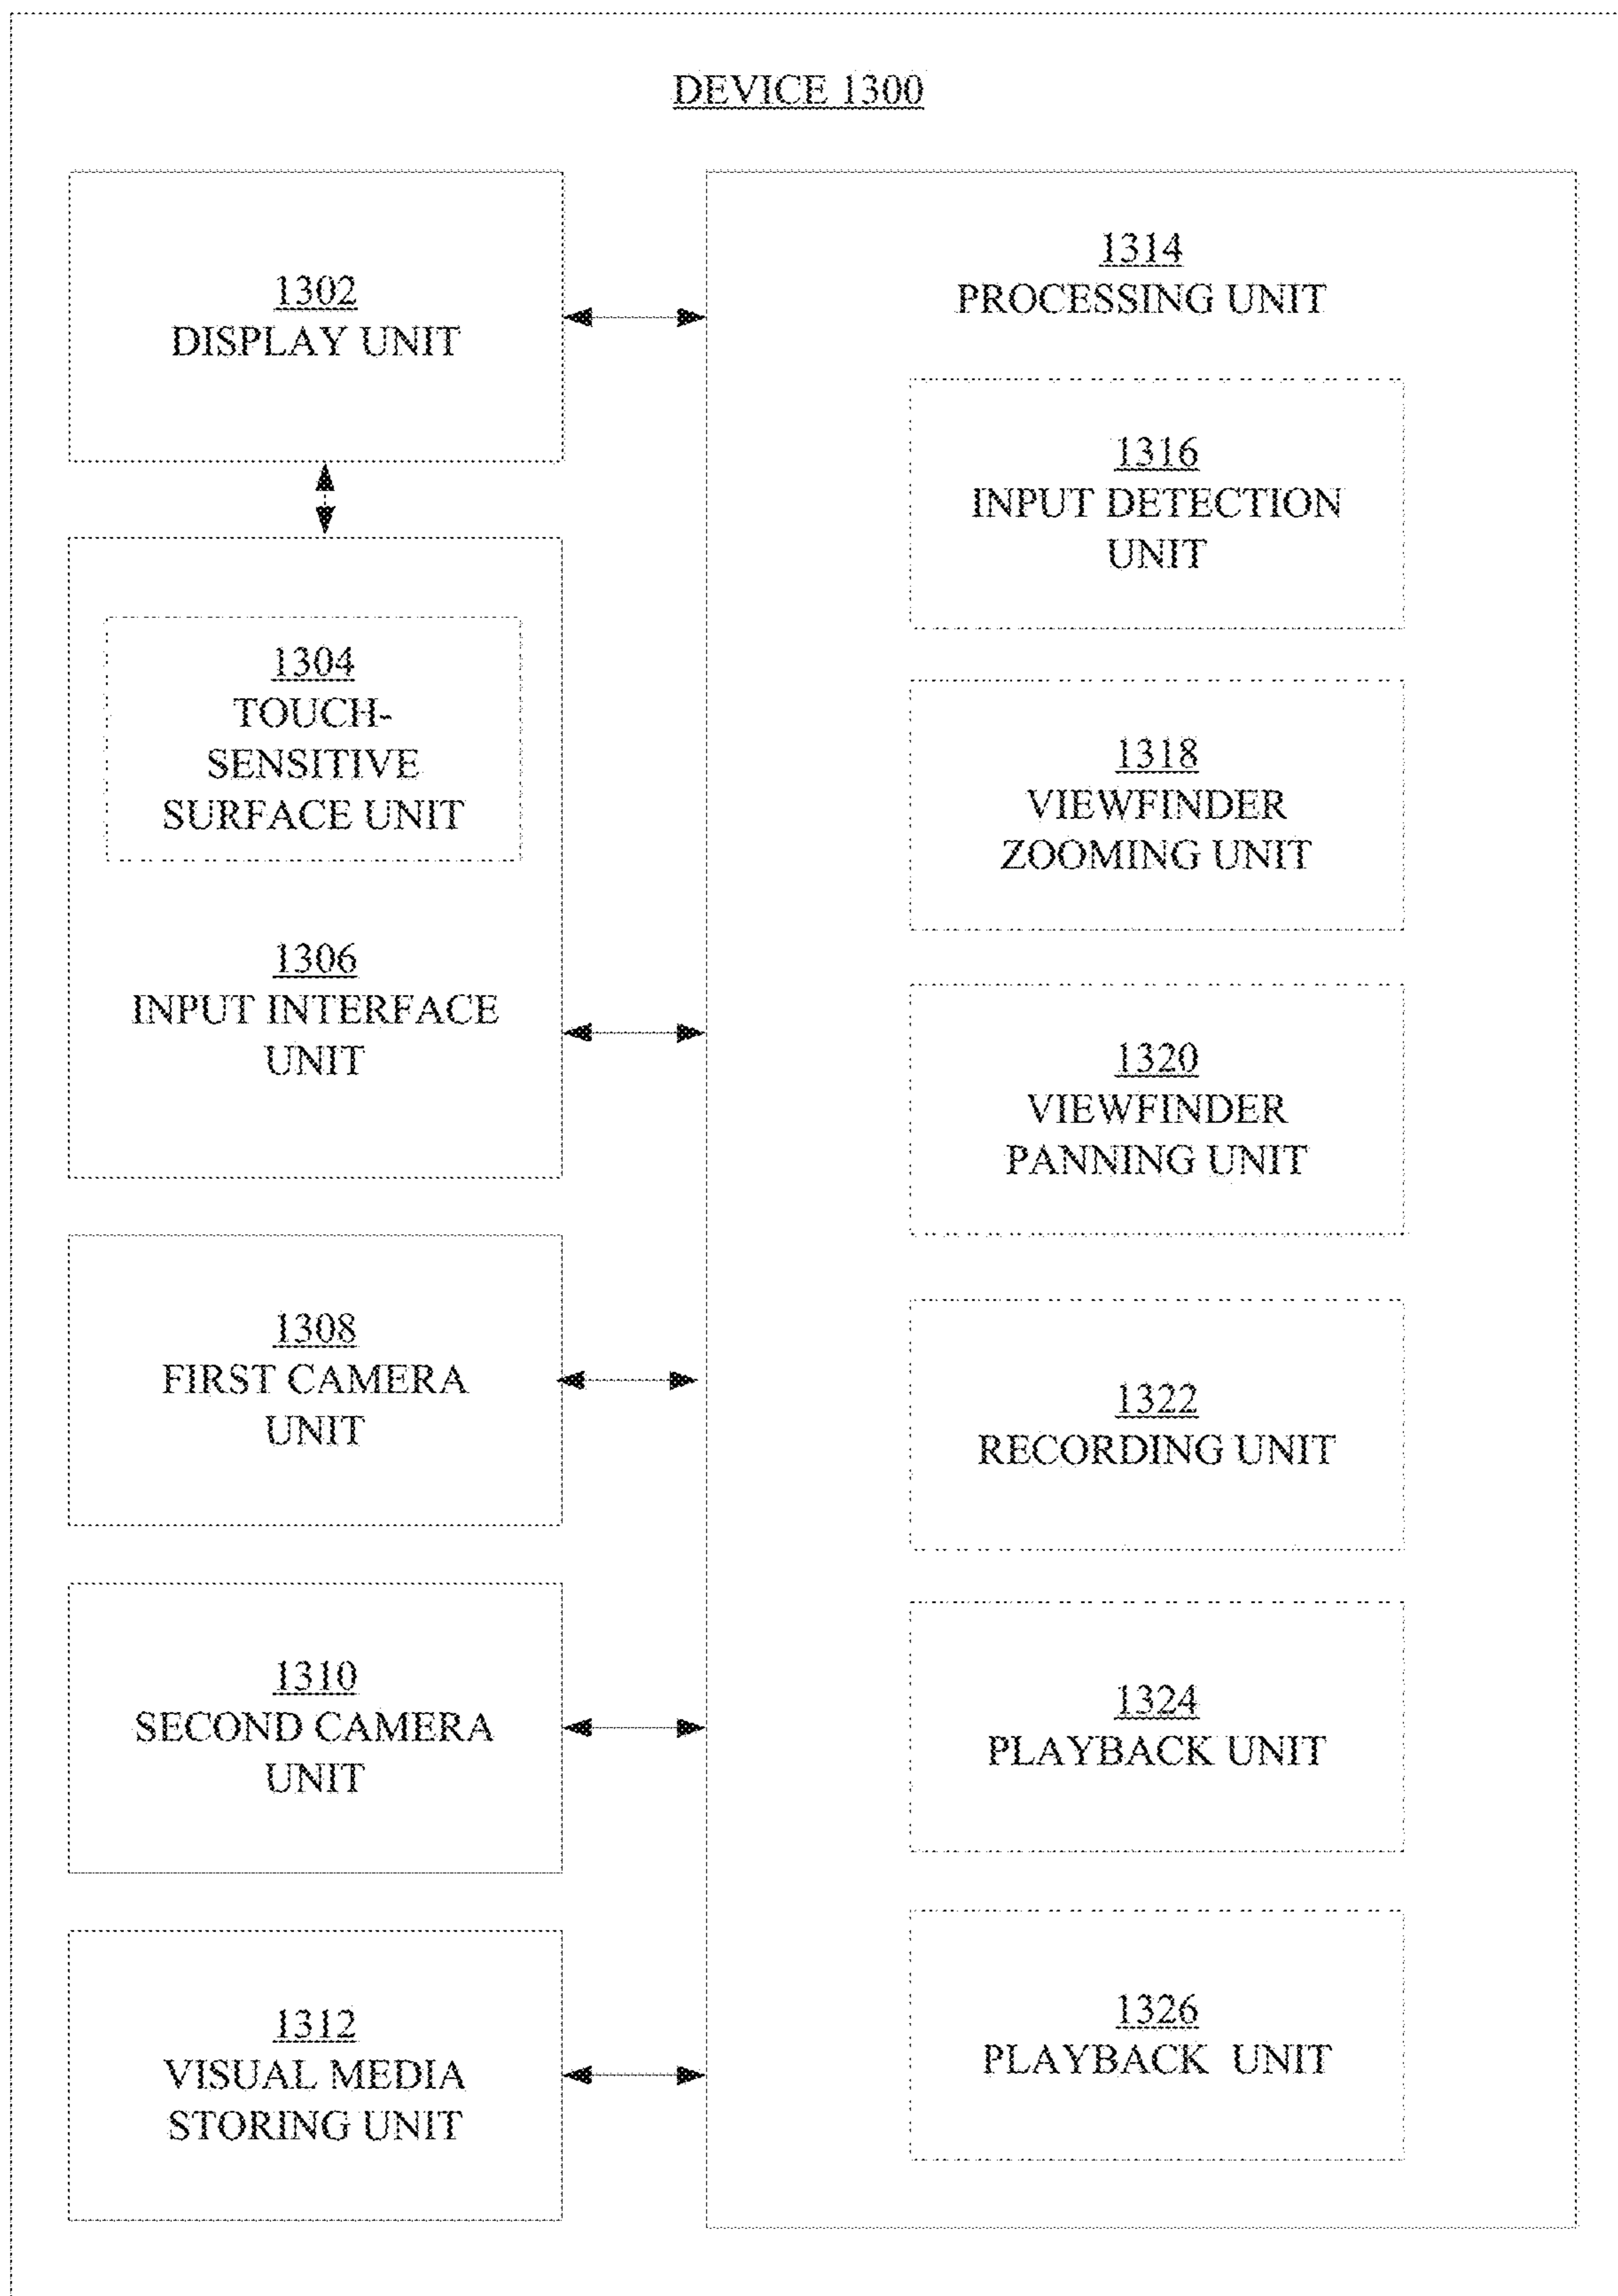 DEVICE 1300
1302
DISPLAY UNIT
1304
TOUCH-
SENSITIVE
SURFACE UNIT
1306
INPUT INTERFACE
UNIT
1308
FIRST CAMERA
UNIT
1310
SECOND CAMERA
UNIT
1312
VISUAL MEDIA
STORING UNIT
1314
PROCESSING UNIT
1316
INPUT DETECTION
UNIT
1318
VIEWFINDER
ZOOMING UNIT
1320
VIEWFINDER
PANNING UNIT
1322
RECORDING UNIT
1324
PLAYBACK UNIT
1326
PLAYBACK UNIT